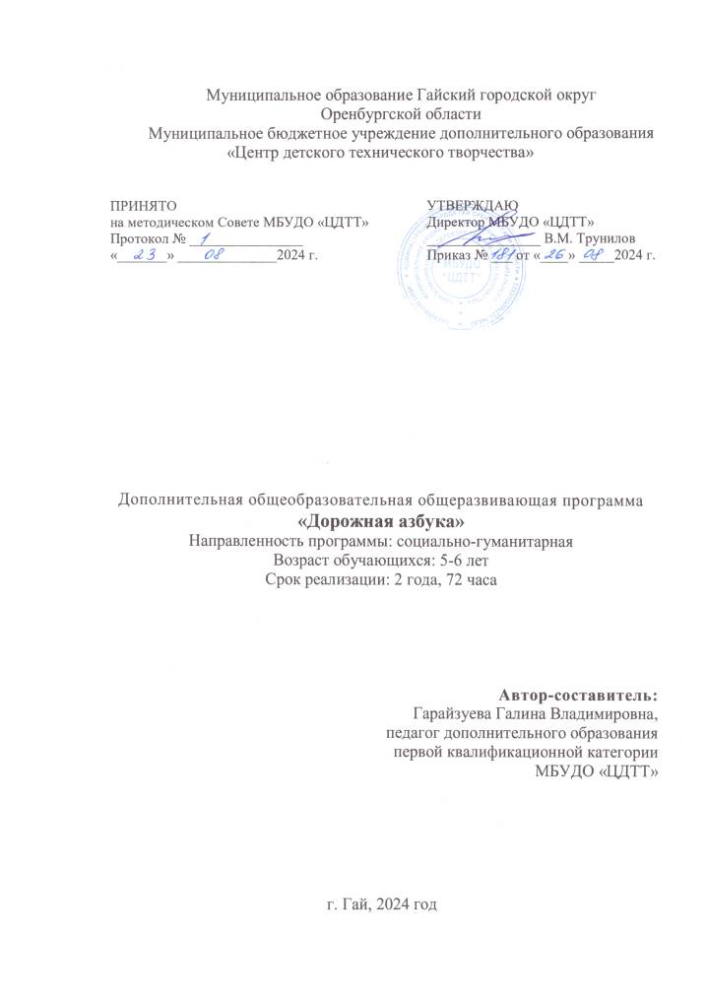 Муниципальное образование Гайский городской округ
Оренбургской области
Муниципальное бюджетное учреждение дополнительного образования
«Центр детского технического творчества»
ПРИНЯТО
на методическом Совете МБУДО «ЦДТТ»
Протокол № 1
«23» 08 2024 г.
УТВЕРЖДАЮ
Директор МБУДО «ЦДТТ»
В.М. Трунилов
Приказ № 181 от «26» 08 2024 г.
МБУДО
"ЦДТТ"
Дополнительная общеобразовательная общеразвивающая программа
«Дорожная азбука»
Направленность программы: социально-гуманитарная
Возраст обучающихся: 5-6 лет
Срок реализации: 2 года, 72 часа
Автор-составитель:
Гарайзуева Галина Владимировна,
педагог дополнительного образования
первой квалификационной категории
МБУДО «ЦДТТ»
г. Гай, 2024 год